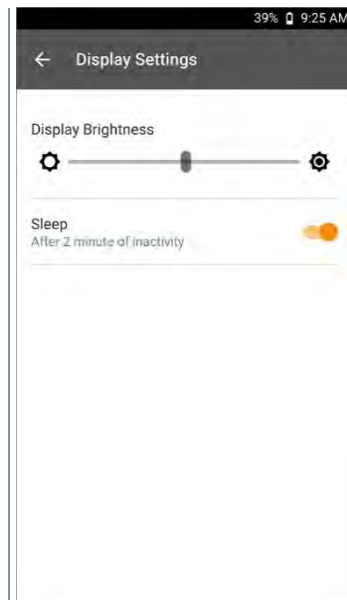 39% 9:25 AM
Display Settings
Display Brightness
Sleep
After 2 minute of inactivity